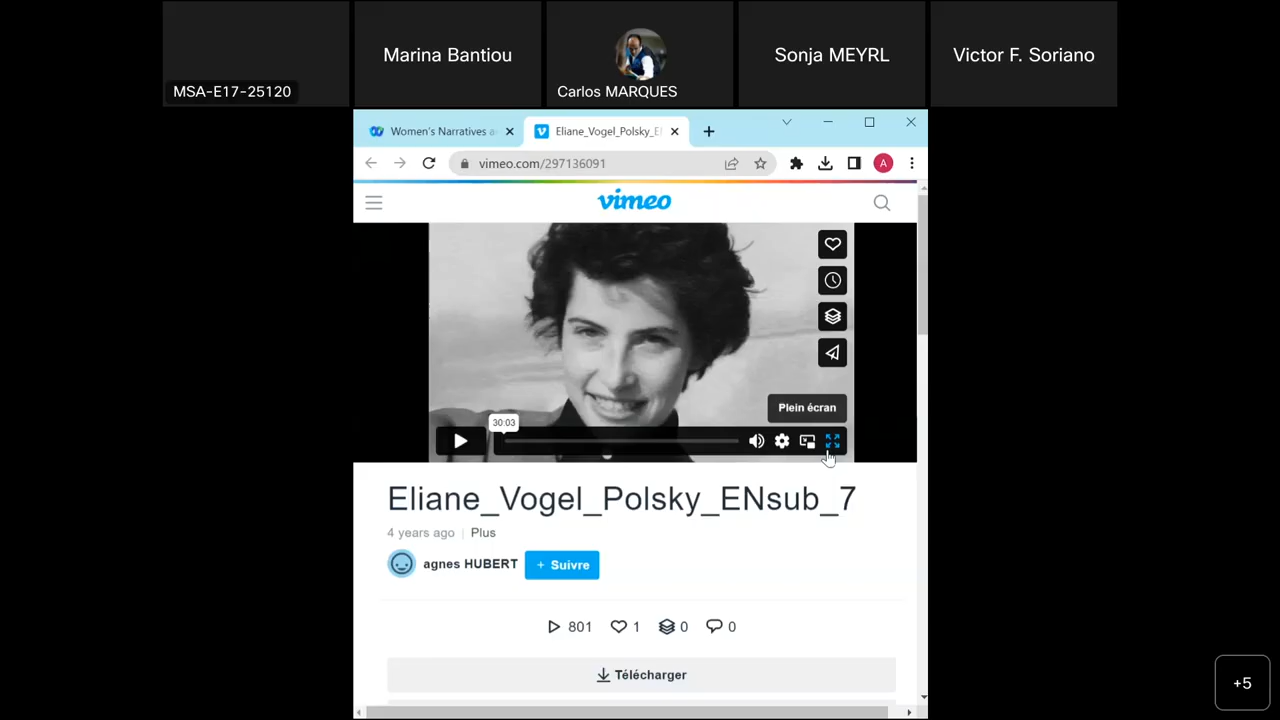 Marina Bantiou
Sonja MEYRL
Victor F. Soriano
MSA-E17-25120
Carlos MARQUES
Women's Narratives a
Eliane_Vogel_Polsky_E
vimeo.com/297136091
A
vimeo
Plein écran
30:03
Eliane_Vogel_Polsky_ENsub_7
4 years ago | Plus
agnes HUBERT
+ Suivre
801 1 0 0
Télécharger
+5